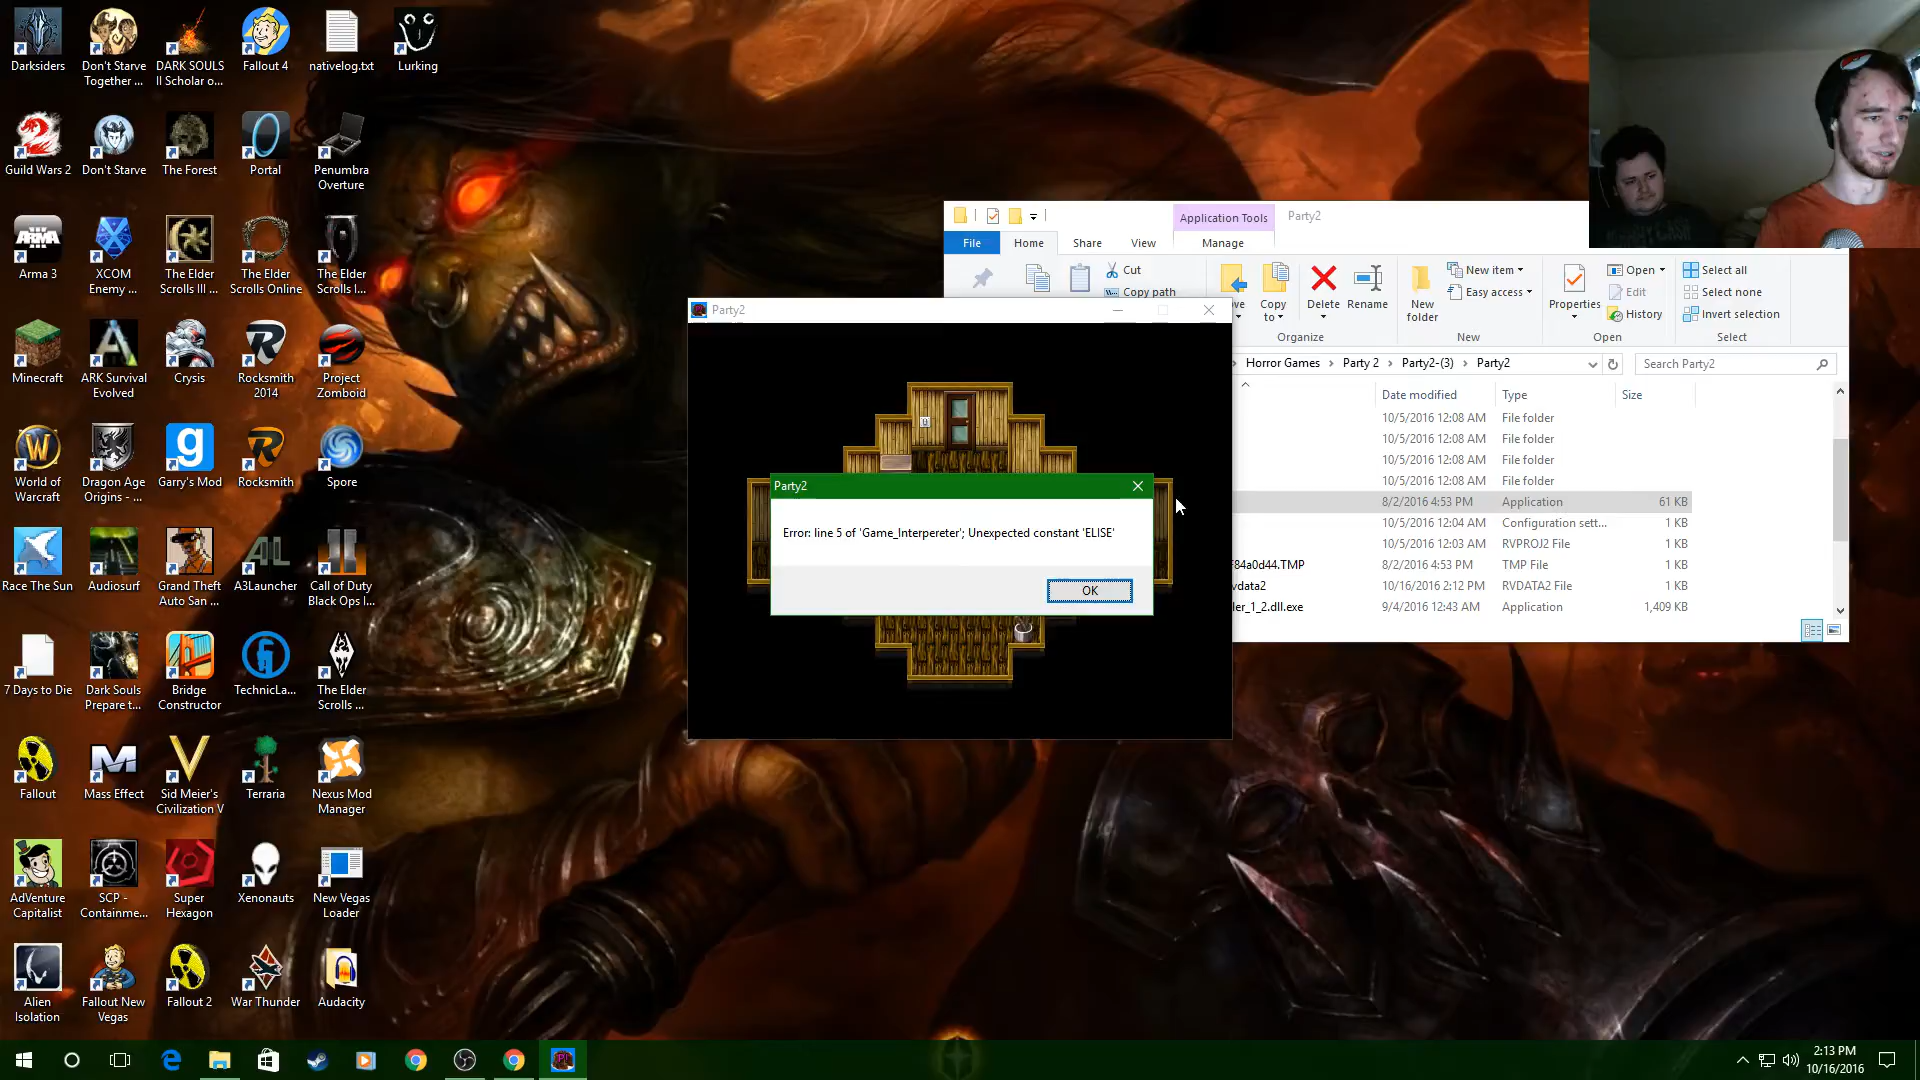 Darksiders
Don't Starve
Together ...
DARK SOULS
II Scholar o...
Fallout 4
nativelog.txt
Lurking
Guild Wars 2
Don't Starve
The Forest
Portal
Penumbra
Overture
Arma 3
XCOM
Enemy ...
The Elder
Scrolls III ...
The Elder
Scrolls Online
The Elder
Scrolls I...
Minecraft
ARK Survival
Evolved
Crysis
Rocksmith
2014
Project
Zomboid
World of
Warcraft
Dragon Age
Origins - ...
Garry's Mod
Rocksmith
Spore
Race The Sun
Audiosurf
Grand Theft
Auto San ...
A3Launcher
Call of Duty
Black Ops I...
7 Days to Die
Dark Souls
Prepare t...
Bridge
Constructor
TechnicLa...
The Elder
Scrolls ...
Fallout
Mass Effect
Sid Meier's
Civilization V
Terraria
Nexus Mod
Manager
AdVenture
Capitalist
SCP -
Containme...
Super
Hexagon
Xenonauts
New Vegas
Loader
Alien
Isolation
Fallout New
Vegas
Fallout 2
War Thunder
Audacity
Application Tools
Party2
File
Home
Share
View
Manage
Cut
Copy path
ve
Copy
to
Delete
Rename
Organize
New
folder
New item
Easy access
New
Properties
Open
Edit
History
Open
Select all
Select none
Invert selection
Select
Horror Games
Party 2
Party2-(3)
Party2
Search Party2
Date modified
Type
Size
10/5/2016 12:08 AM File folder
10/5/2016 12:08 AM File folder
10/5/2016 12:08 AM File folder
10/5/2016 12:08 AM File folder
8/2/2016 4:53 PM Application 61 KB
10/5/2016 12:04 AM Configuration sett... 1 KB
10/5/2016 12:03 AM RVPROJ2 File 1 KB
F84a0d44.TMP 8/2/2016 4:53 PM TMP File 1 KB
vdata2 10/16/2016 2:12 PM RVDATA2 File 1 KB
ler_1_2.dll.exe 9/4/2016 12:43 AM Application 1,409 KB
Party2
Party2
Error: line 5 of 'Game_Interpereter'; Unexpected constant 'ELISE'
OK
2:13 PM
10/16/2016